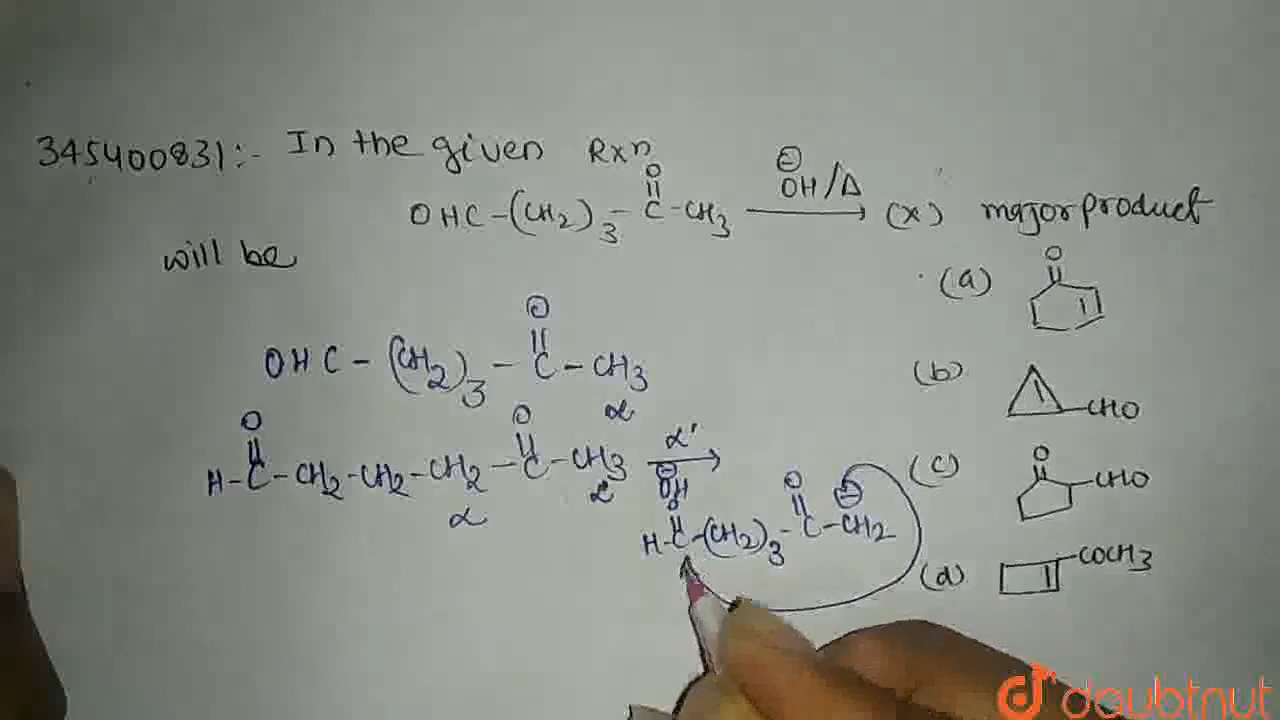 345400831:- In the given Rxn
O
OHC-(CH2)3-C-CH3 ⊖OH/Δ (X) major product
will be
(a) O
O
OHC-(CH2)3-C-CH3
α
(b) CHO
O O
H-C-CH2-CH2-CH2-C-CH3 α' ⊖OH
α α
(c) O CHO
O O ⊖
H-C-(CH2)3-C-CH2
(d) COCH3
doubtnut